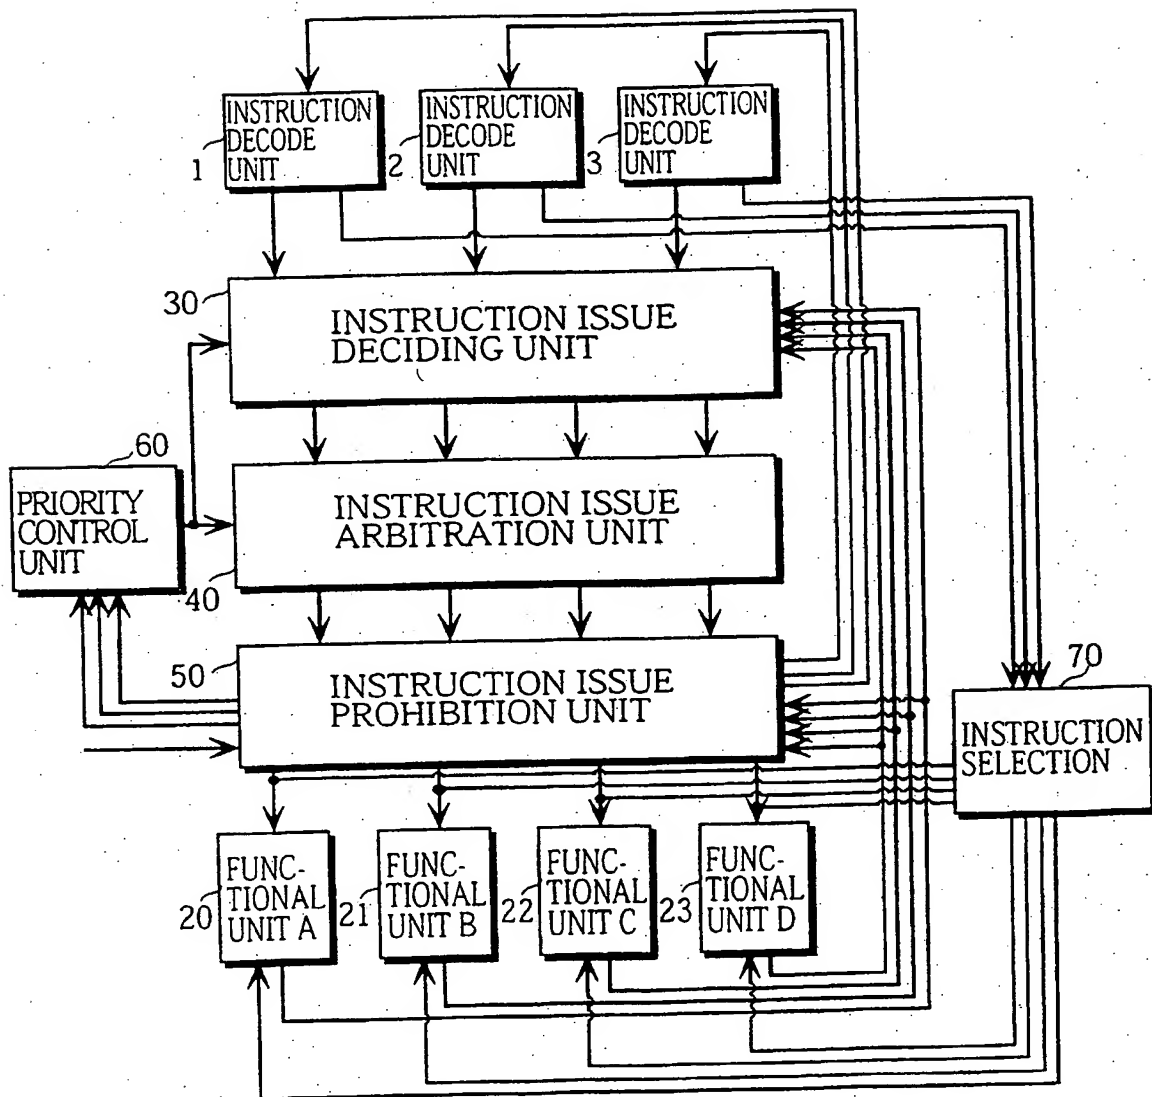 INSTRUCTION
DECODE
UNIT
1
INSTRUCTION
DECODE
UNIT
2
INSTRUCTION
DECODE
UNIT
3
30
INSTRUCTION ISSUE
DECIDING UNIT
60
PRIORITY
CONTROL
UNIT
INSTRUCTION ISSUE
ARBITRATION UNIT
40
50
INSTRUCTION ISSUE
PROHIBITION UNIT
70
INSTRUCTION
SELECTION
20
FUNC-
TIONAL
UNIT A
21
FUNC-
TIONAL
UNIT B
22
FUNC-
TIONAL
UNIT C
23
FUNC-
TIONAL
UNIT D